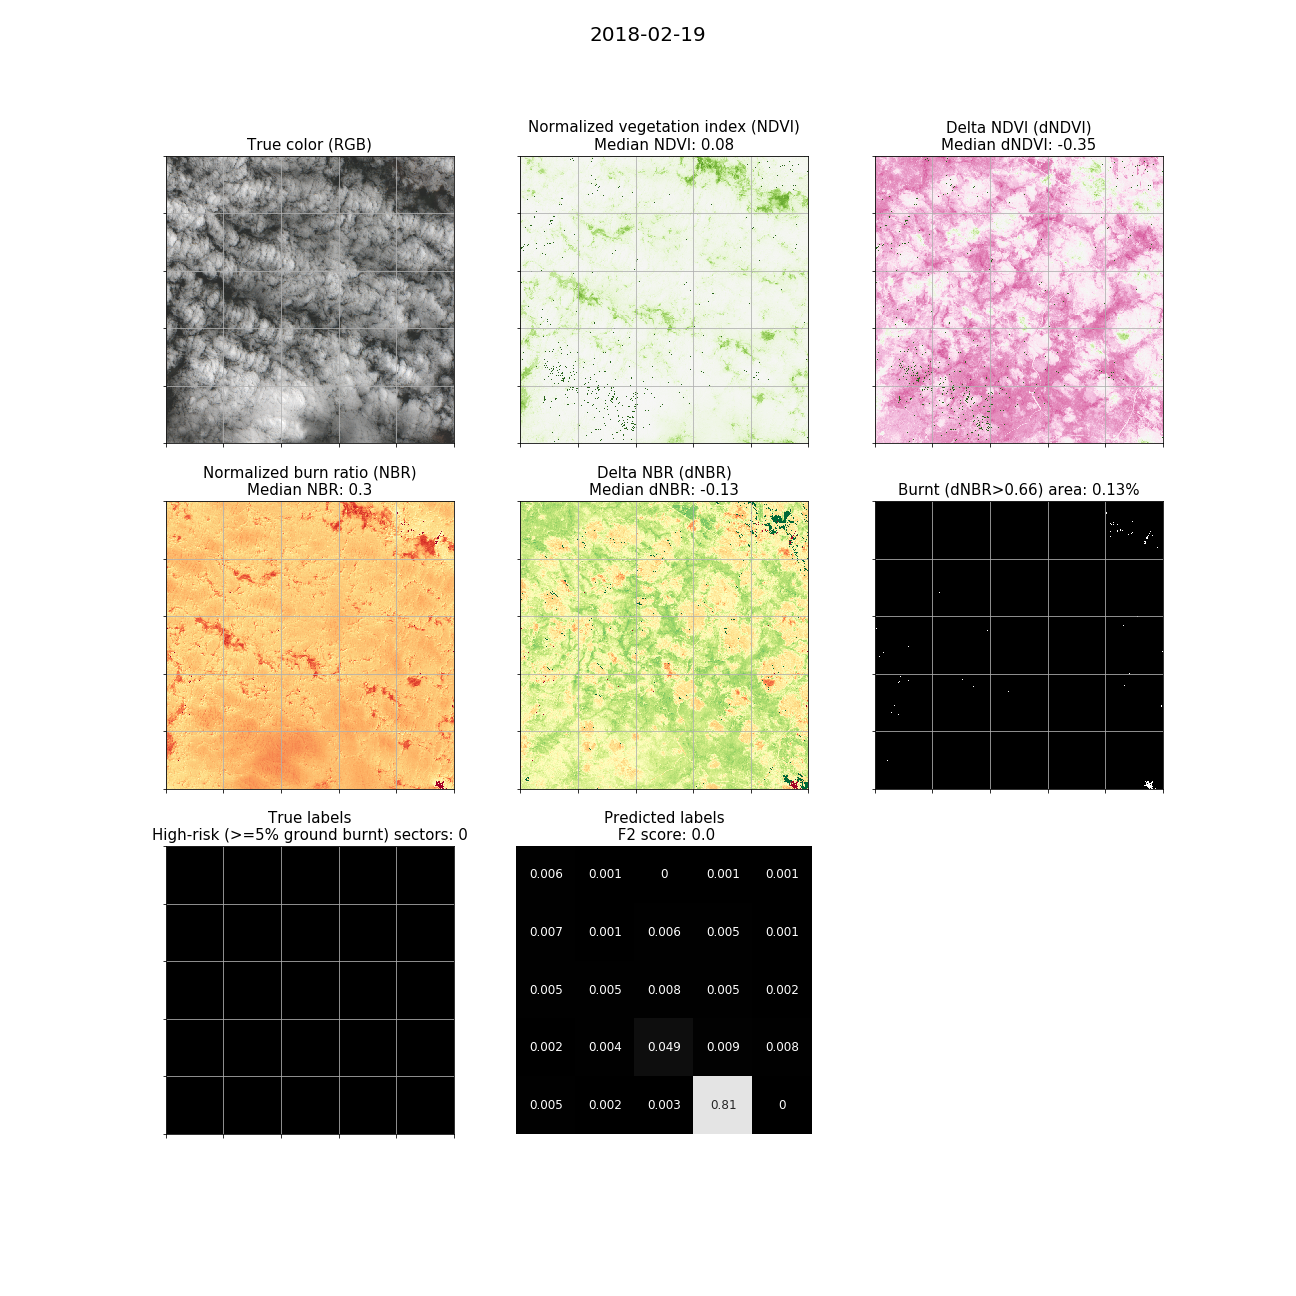 2018-02-19
True color (RGB)
Normalized vegetation index (NDVI)
Median NDVI: 0.08
Delta NDVI (dNDVI)
Median dNDVI: -0.35
Normalized burn ratio (NBR)
Median NBR: 0.3
Delta NBR (dNBR)
Median dNBR: -0.13
Burnt (dNBR>0.66) area: 0.13%
True labels
High-risk (>=5% ground burnt) sectors: 0
Predicted labels
F2 score: 0.0
0.006 0.001 0 0.001 0.001
0.007 0.001 0.006 0.005 0.001
0.005 0.005 0.008 0.005 0.002
0.002 0.004 0.049 0.009 0.008
0.005 0.002 0.003 0.81 0